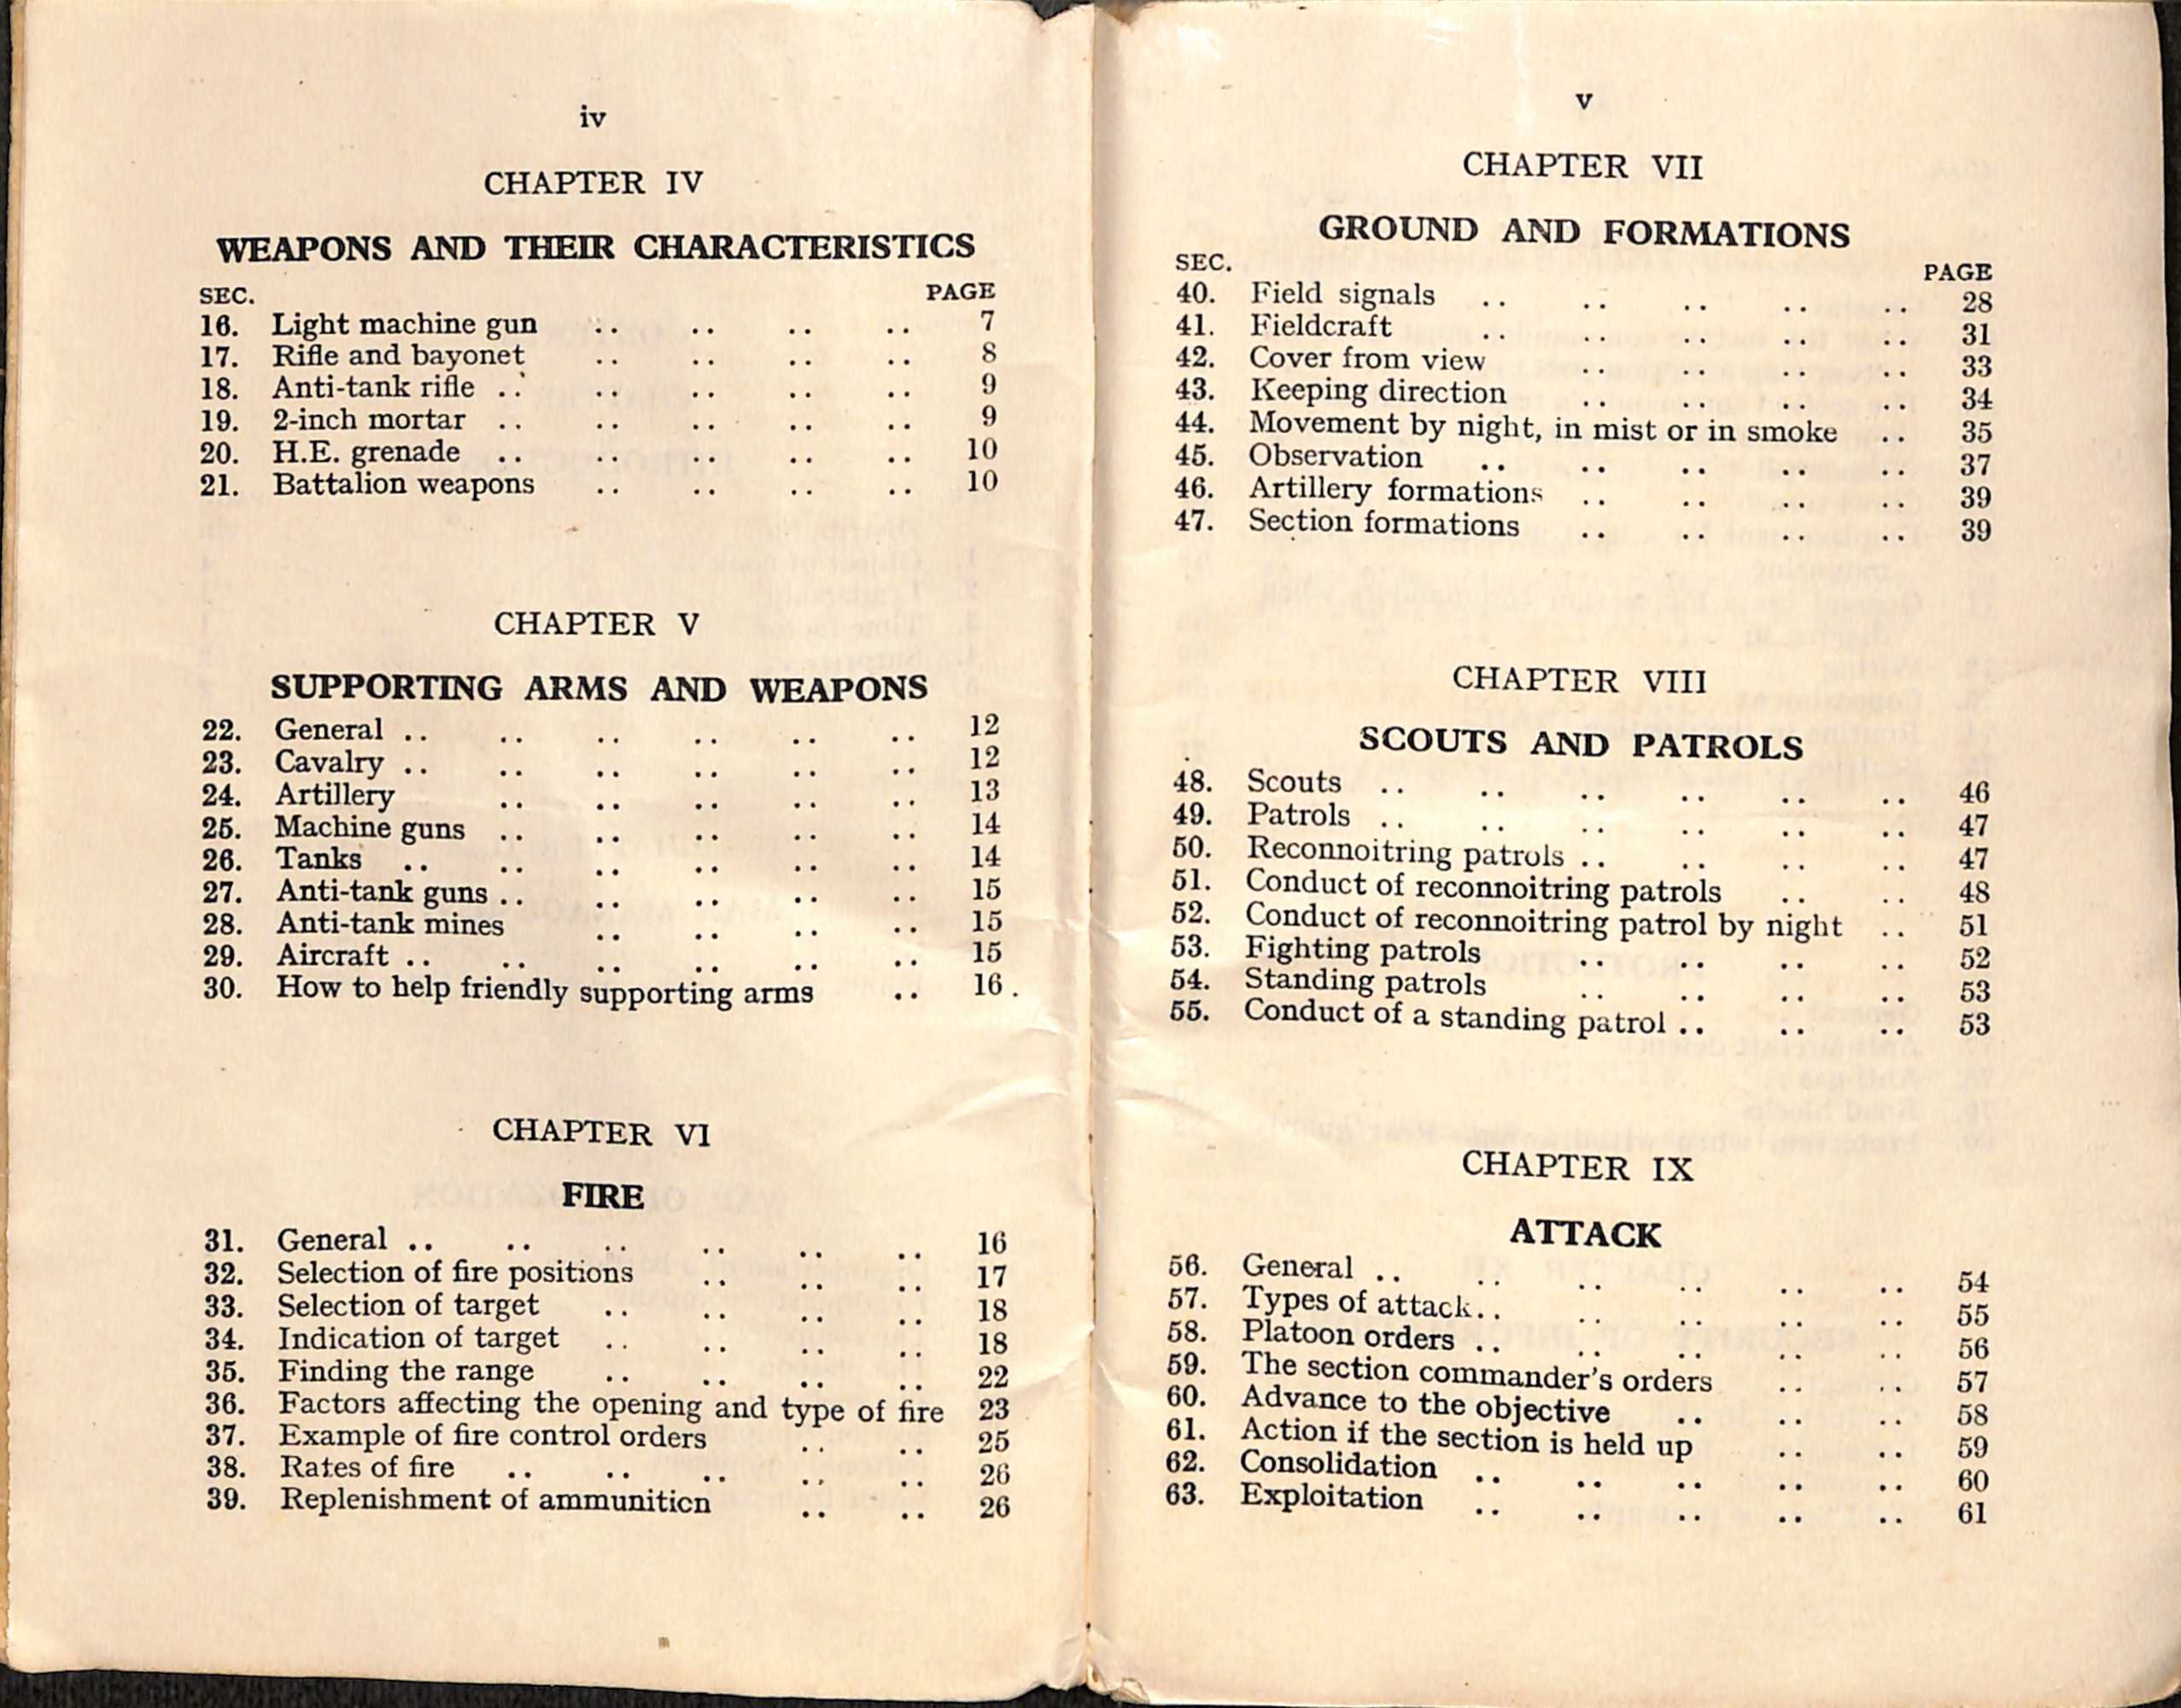 iv
CHAPTER IV
WEAPONS AND THEIR CHARACTERISTICS
SEC. PAGE
16. Light machine gun .. .. .. .. 7
17. Rifle and bayonet .. .. .. .. 8
18. Anti-tank rifle .. .. .. .. .. 9
19. 2-inch mortar .. .. .. .. .. 9
20. H.E. grenade .. .. .. .. .. 10
21. Battalion weapons .. .. .. .. 10
CHAPTER V
SUPPORTING ARMS AND WEAPONS
22. General .. .. .. .. .. .. 12
23. Cavalry .. .. .. .. .. .. 12
24. Artillery .. .. .. .. .. 13
25. Machine guns .. .. .. .. .. 14
26. Tanks .. .. .. .. .. .. 14
27. Anti-tank guns .. .. .. .. .. 15
28. Anti-tank mines .. .. .. .. 15
29. Aircraft .. .. .. .. .. .. 15
30. How to help friendly supporting arms .. 16
CHAPTER VI
FIRE
31. General .. .. .. .. .. .. 16
32. Selection of fire positions .. .. .. 17
33. Selection of target .. .. .. .. 18
34. Indication of target .. .. .. .. 18
35. Finding the range .. .. .. .. 22
36. Factors affecting the opening and type of fire 23
37. Example of fire control orders .. .. 25
38. Rates of fire .. .. .. .. .. 26
39. Replenishment of ammunition .. .. 26
v
CHAPTER VII
GROUND AND FORMATIONS
SEC. PAGE
40. Field signals .. .. .. .. .. 28
41. Fieldcraft .. .. .. .. .. 31
42. Cover from view .. .. .. .. 33
43. Keeping direction .. .. .. .. 34
44. Movement by night, in mist or in smoke .. 35
45. Observation .. .. .. .. .. 37
46. Artillery formations .. .. .. .. 39
47. Section formations .. .. .. .. 39
CHAPTER VIII
SCOUTS AND PATROLS
48. Scouts .. .. .. .. .. .. 46
49. Patrols .. .. .. .. .. .. 47
50. Reconnoitring patrols .. .. .. .. 47
51. Conduct of reconnoitring patrols .. .. 48
52. Conduct of reconnoitring patrol by night .. 51
53. Fighting patrols .. .. .. .. 52
54. Standing patrols .. .. .. .. 53
55. Conduct of a standing patrol .. .. .. 53
CHAPTER IX
ATTACK
56. General .. .. .. .. .. .. 54
57. Types of attack .. .. .. .. .. 55
58. Platoon orders .. .. .. .. .. 56
59. The section commander's orders .. .. 57
60. Advance to the objective .. .. .. 58
61. Action if the section is held up .. .. 59
62. Consolidation .. .. .. .. .. 60
63. Exploitation .. .. .. .. .. 61